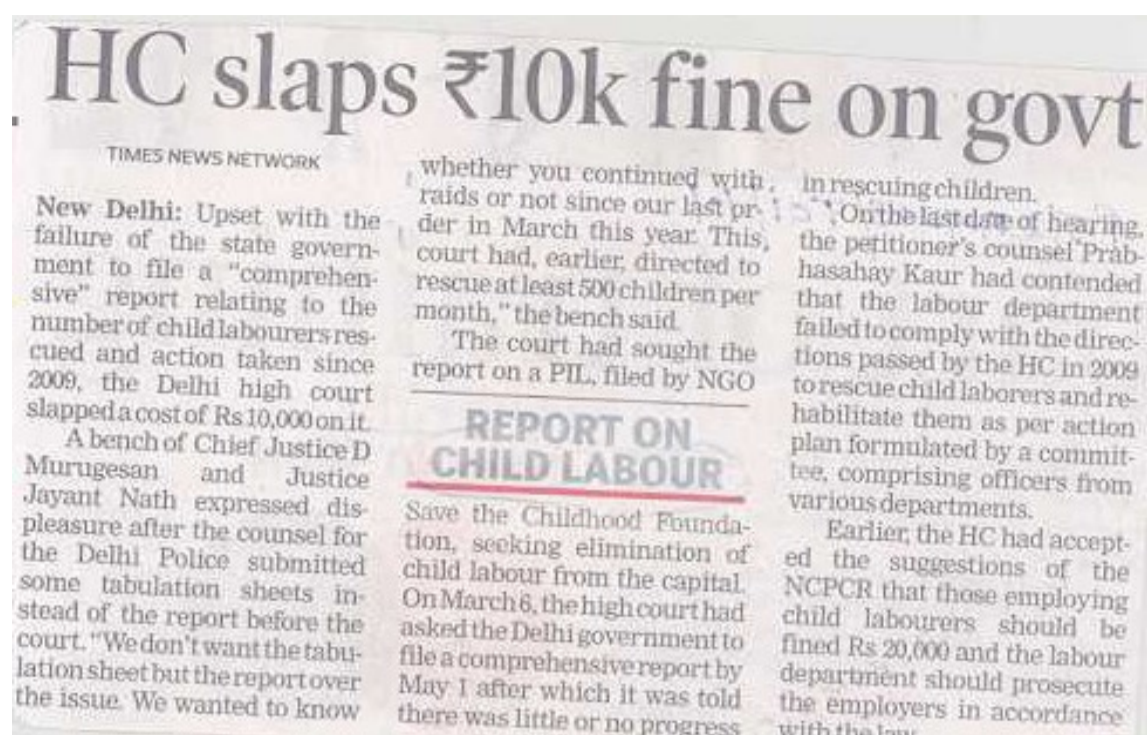 HC slaps ₹10k fine on govt
TIMES NEWS NETWORK
New Delhi: Upset with the
failure of the state govern-
ment to file a "comprehen-
sive" report relating to the
number of child labourers res-
cued and action taken since
2009, the Delhi high court
slapped a cost of Rs 10,000 on it.
A bench of Chief Justice D
Murugesan and Justice
Jayant Nath expressed dis-
pleasure after the counsel for
the Delhi Police submitted
some tabulation sheets in-
stead of the report before the
court. "We don't want the tabu-
lation sheet but the report over
the issue. We wanted to know
whether you continued with
raids or not since our last or-
der in March this year. This
court had, earlier, directed to
rescue at least 500 children per
month," the bench said.
The court had sought the
report on a PIL, filed by NGO
REPORT ON
CHILD LABOUR
Save the Childhood Founda-
tion, seeking elimination of
child labour from the capital.
On March 6, the high court had
asked the Delhi government to
file a comprehensive report by
May 1 after which it was told
there was little or no progress
in rescuing children.
On the last date of hearing,
the petitioner's counsel Prab-
hasahay Kaur had contended
that the labour department
failed to comply with the direc-
tions passed by the HC in 2009
to rescue child laborers and re-
habilitate them as per action
plan formulated by a commit-
tee, comprising officers from
various departments.
Earlier, the HC had accept-
ed the suggestions of the
NCPCR that those employing
child labourers should be
fined Rs 20,000 and the labour
department should prosecute
the employers in accordance
with the law.